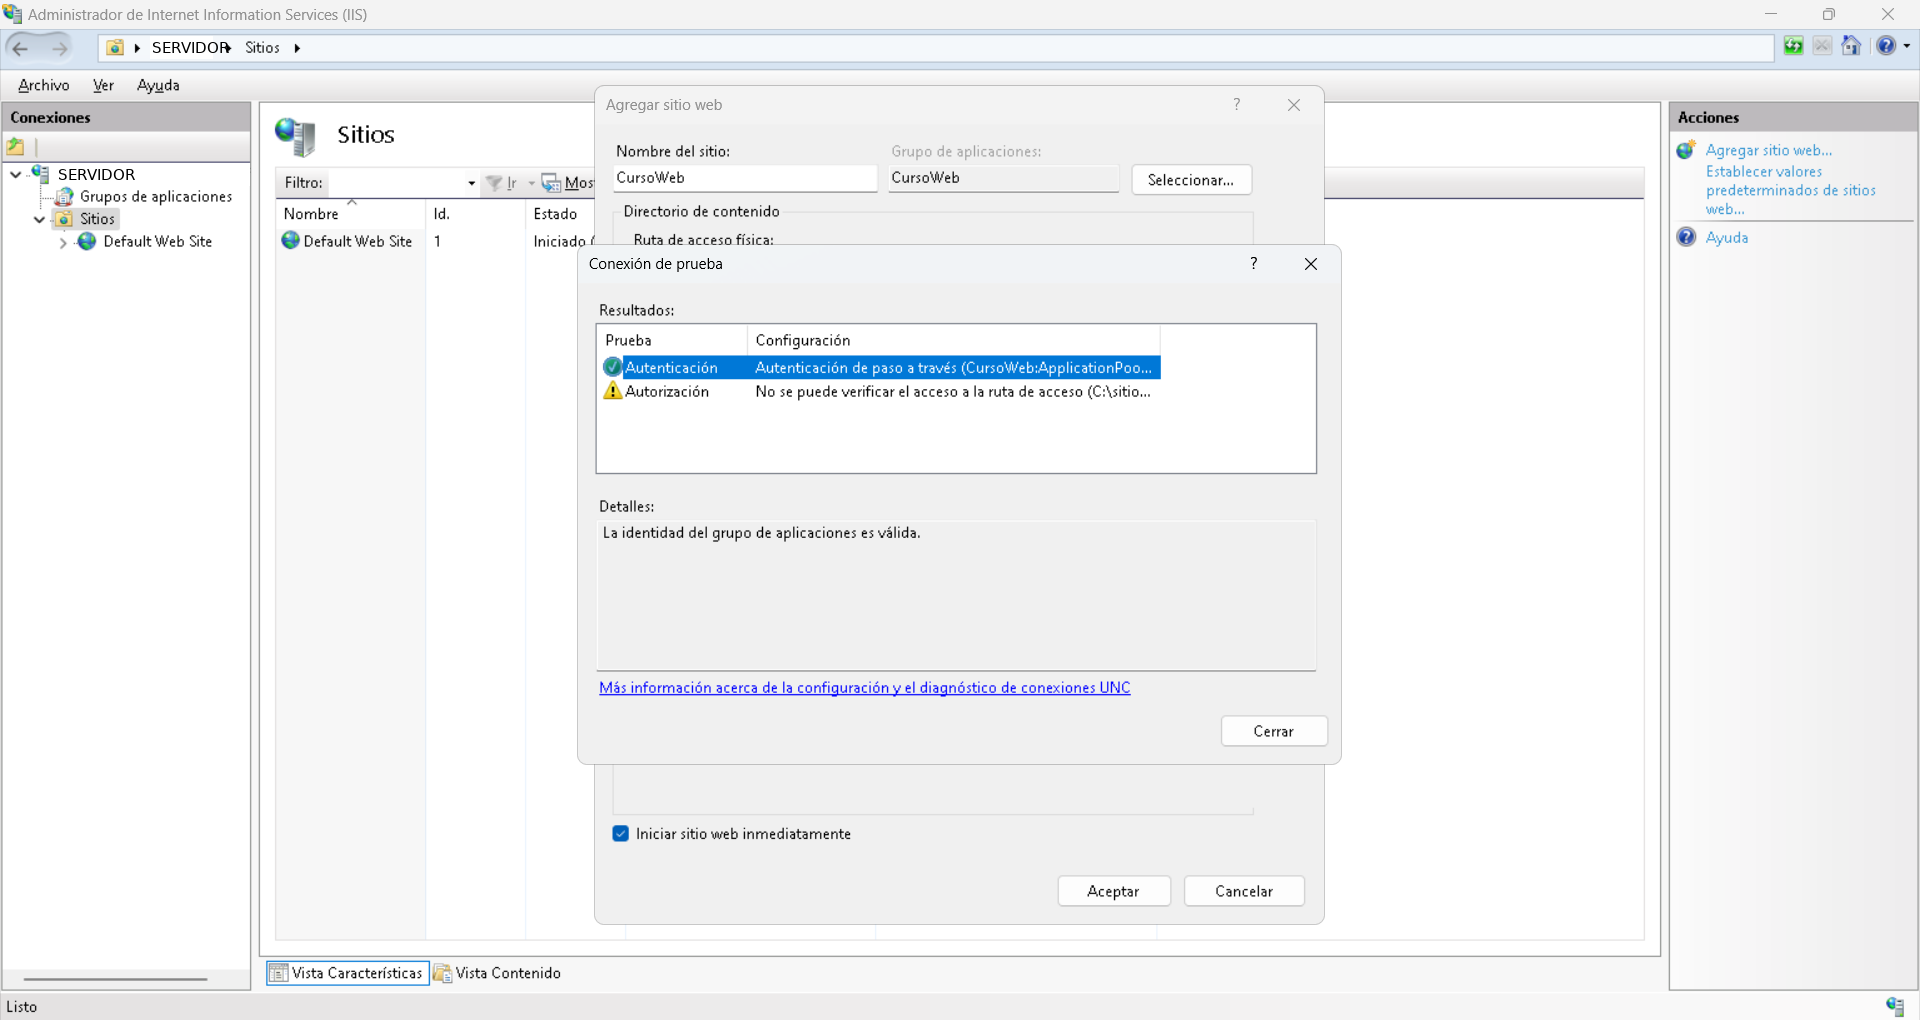 Administrador de Internet Information Services (IIS)
SERVIDOR
Sitios
Archivo
Ver
Ayuda
Conexiones
SERVIDOR
Grupos de aplicaciones
Sitios
Default Web Site
Sitios
Filtro:
Ir
Nombre
Id.
Estado
Default Web Site
1
Iniciado (
Agregar sitio web
?
Nombre del sitio:
Grupo de aplicaciones:
CursoWeb
CursoWeb
Seleccionar...
Directorio de contenido
Ruta de acceso física:
Conexión de prueba
?
Resultados:
Prueba
Configuración
Autenticación
Autenticación de paso a través (CursoWeb:ApplicationPoo...
Autorización
No se puede verificar el acceso a la ruta de acceso (C:\sitio...
Detalles:
La identidad del grupo de aplicaciones es válida.
Más información acerca de la configuración y el diagnóstico de conexiones UNC
Cerrar
Iniciar sitio web inmediatamente
Aceptar
Cancelar
Acciones
Agregar sitio web...
Establecer valores
predeterminados de sitios
web...
Ayuda
Vista Características
Vista Contenido
Listo